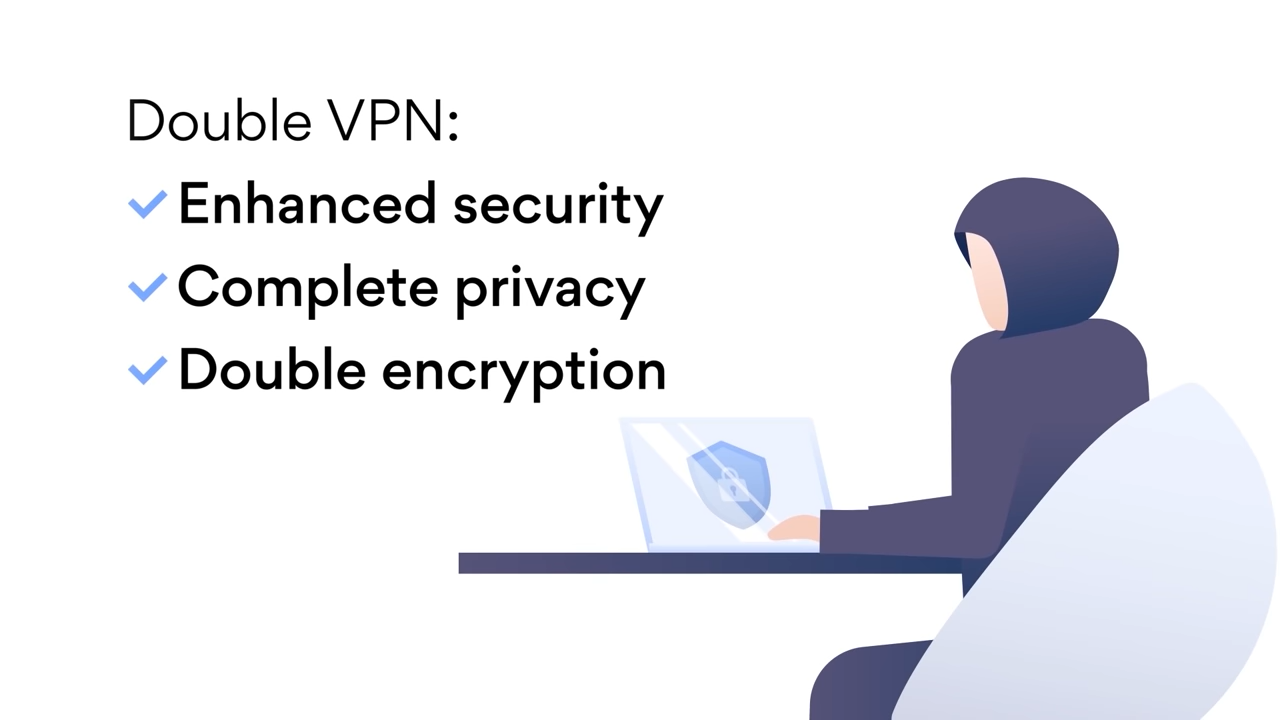 Double VPN:
Enhanced security
Complete privacy
Double encryption